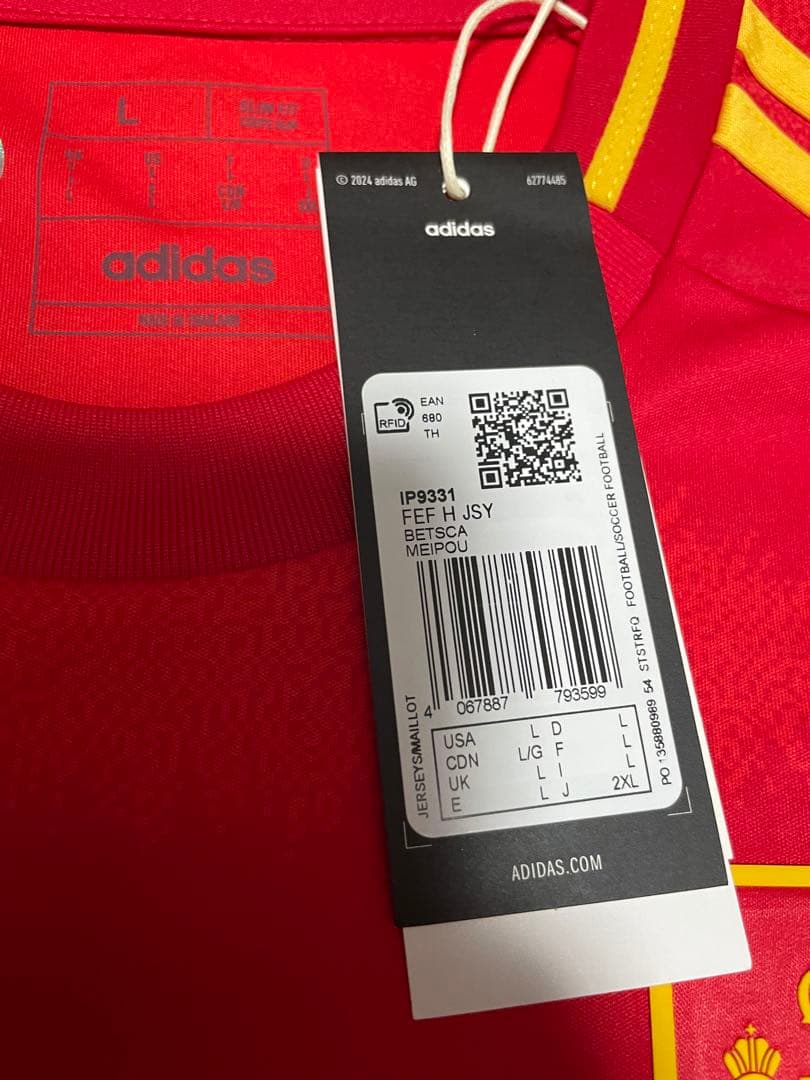 L
adidas
© 2024 adidas AG
62774485
adidas
RFID
EAN
680
TH
IP9331
FEF H JSY
BETSCA
MEIPOU
4 067887 793599
JERSEYS/MAILLOT
USA L D L
CDN L/G F L
UK L I L
E L J 2XL
PO 135880989 54 STSTRFQ FOOTBALL/SOCCER FOOTBALL
ADIDAS.COM